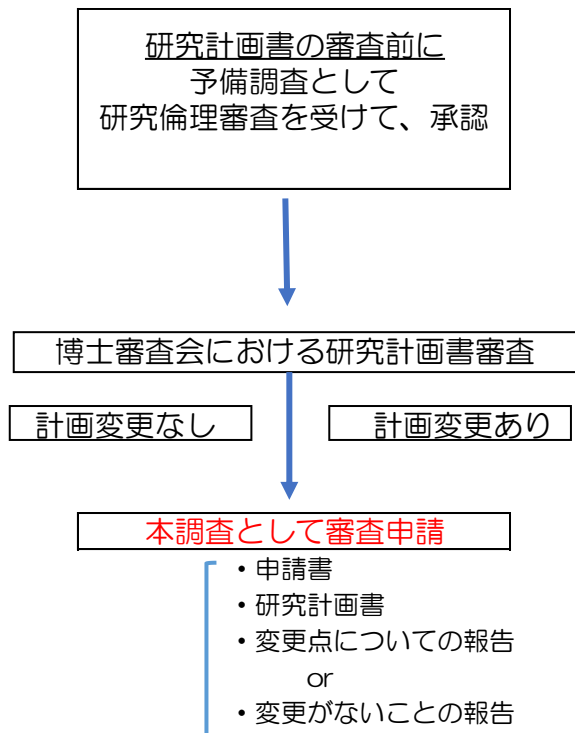 研究計画書の審査前に
予備調査として
研究倫理審査を受けて、承認
博士審査会における研究計画書審査
計画変更なし
計画変更あり
本調査として審査申請
・申請書
・研究計画書
・変更点についての報告
or
・変更がないことの報告